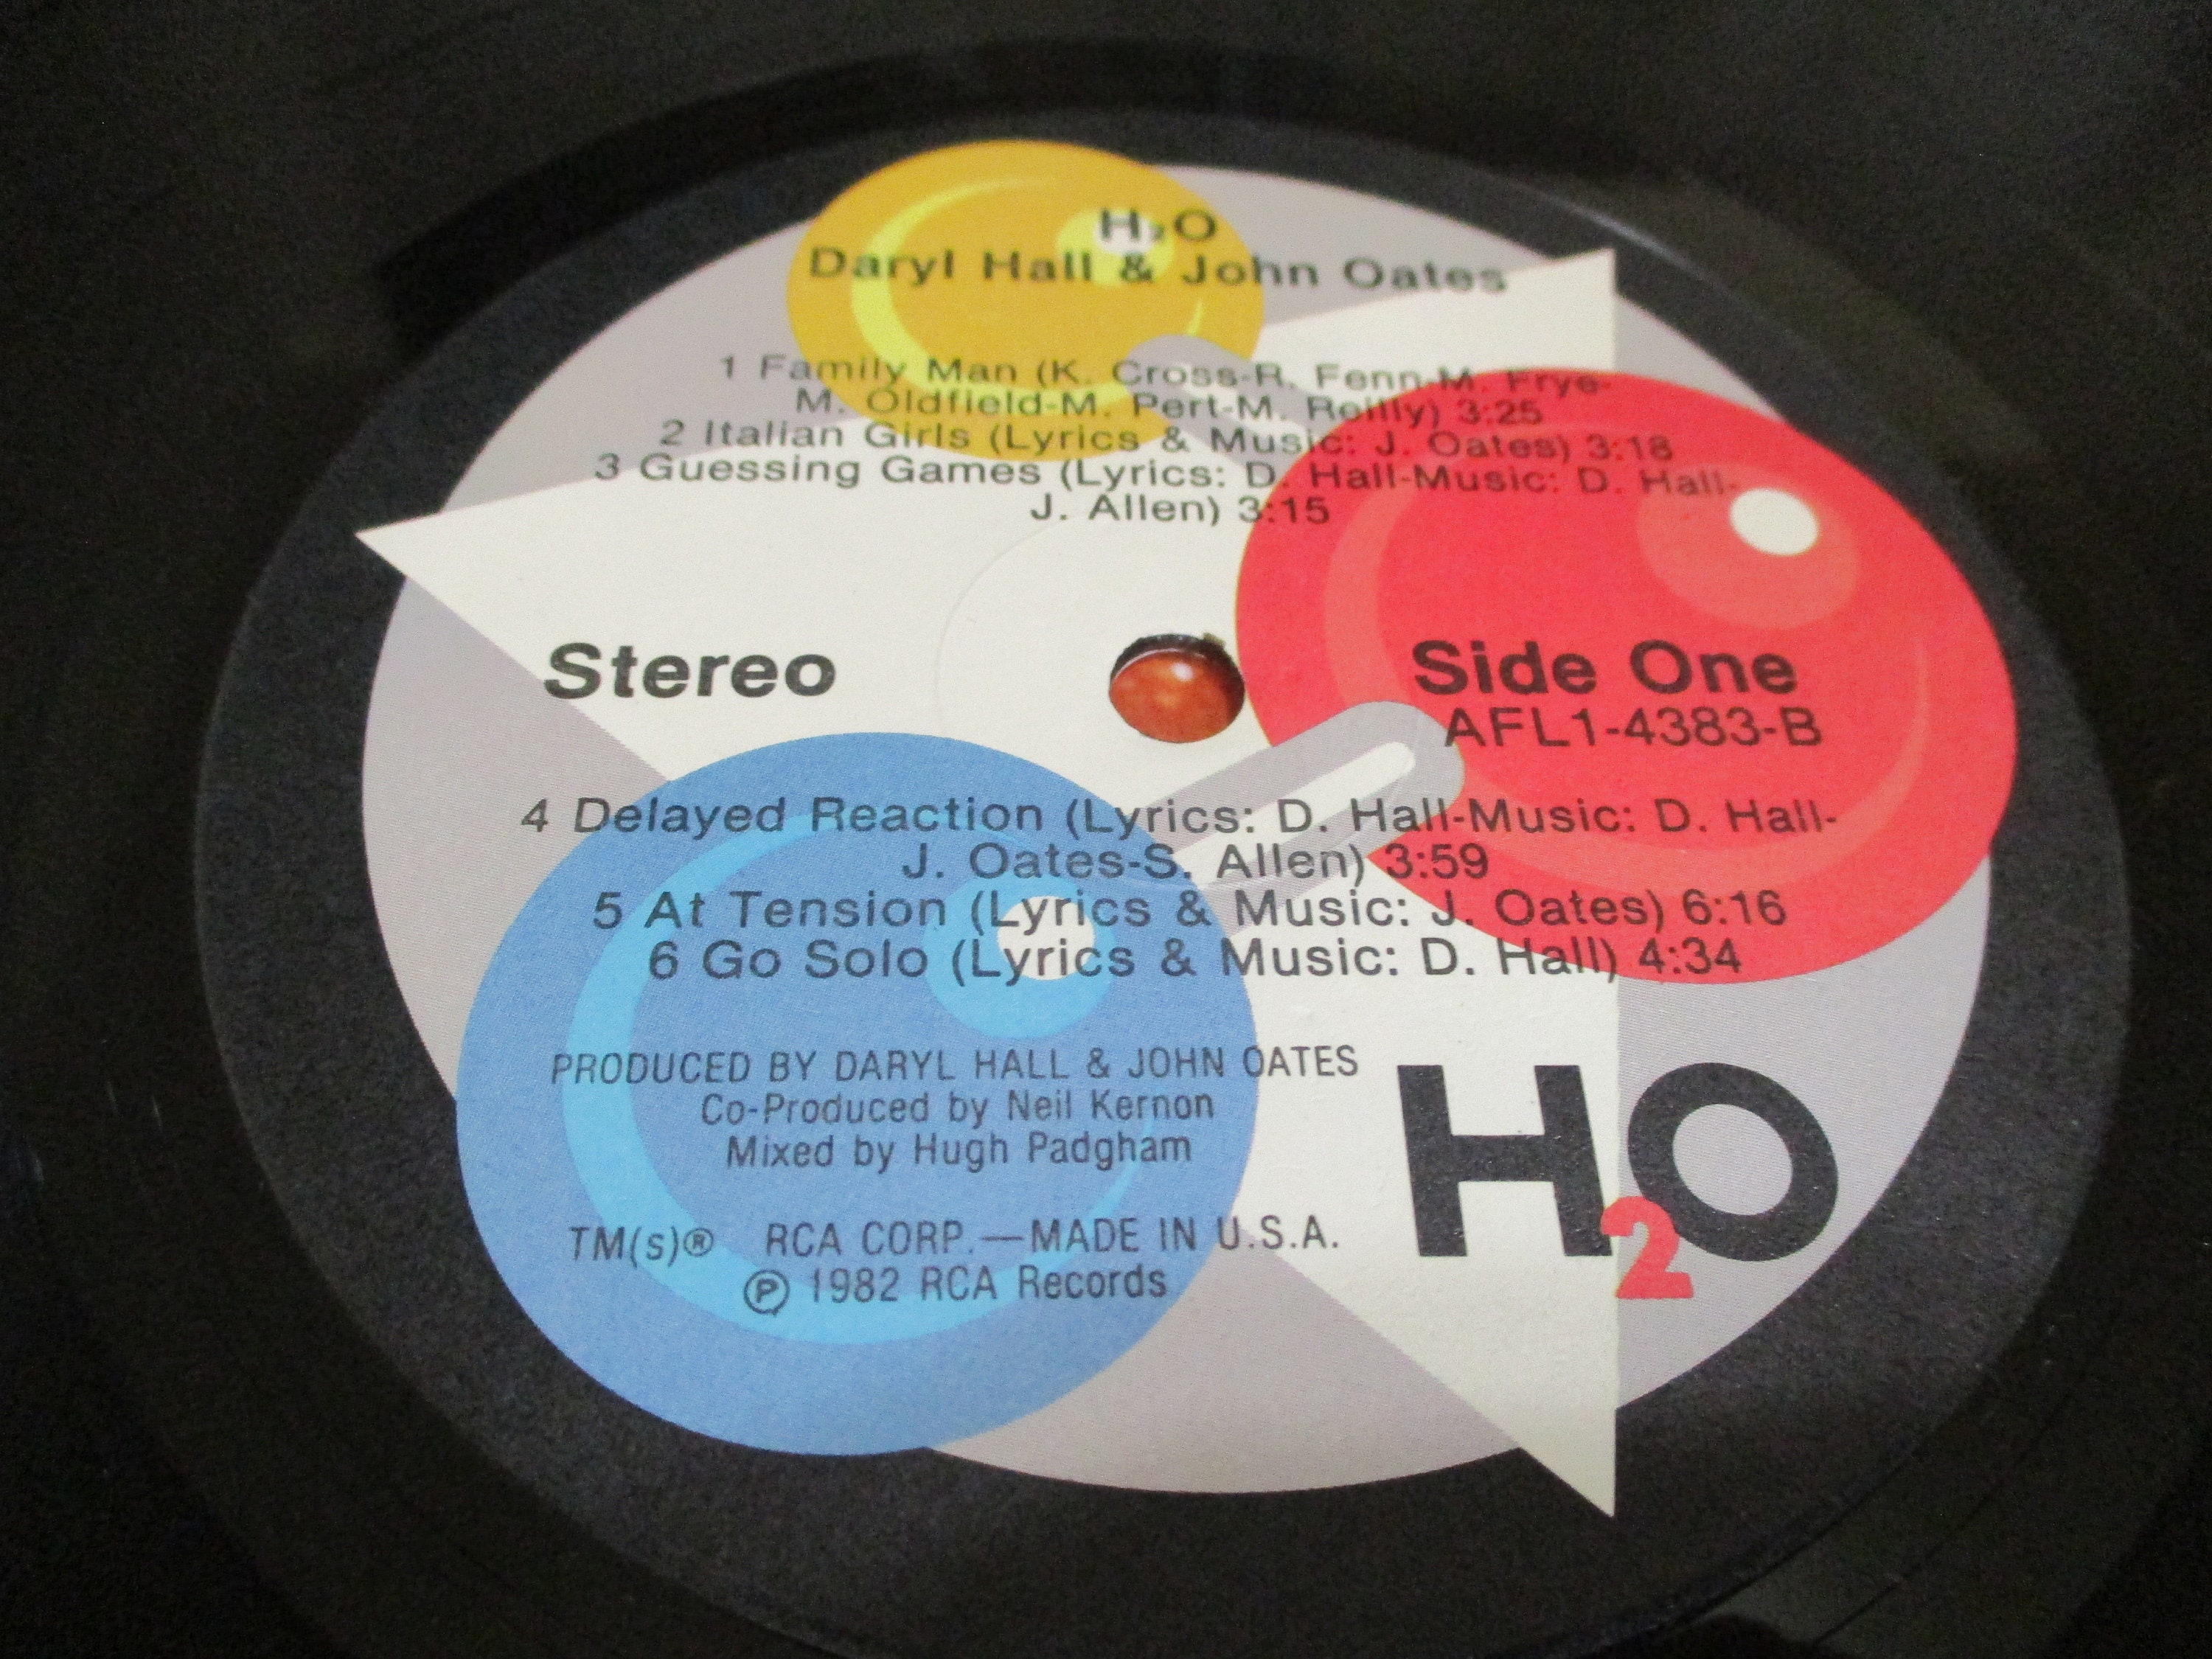 H₂O
Daryl Hall & John Oates
1 Family Man (K. Cross-R. Fenn-M. Frye-
M. Oldfield-M. Pert-M. Reilly) 3:25
2 Italian Girls (Lyrics & Music: J. Oates) 3:18
3 Guessing Games (Lyrics: D. Hall-Music: D. Hall-
J. Allen) 3:15
Stereo
Side One
AFL1-4383-B
4 Delayed Reaction (Lyrics: D. Hall-Music: D. Hall-
J. Oates-S. Allen) 3:59
5 At Tension (Lyrics & Music: J. Oates) 6:16
6 Go Solo (Lyrics & Music: D. Hall) 4:34
PRODUCED BY DARYL HALL & JOHN OATES
Co-Produced by Neil Kernon
Mixed by Hugh Padgham
TM(s)® RCA CORP.—MADE IN U.S.A.
℗ 1982 RCA Records
H₂O